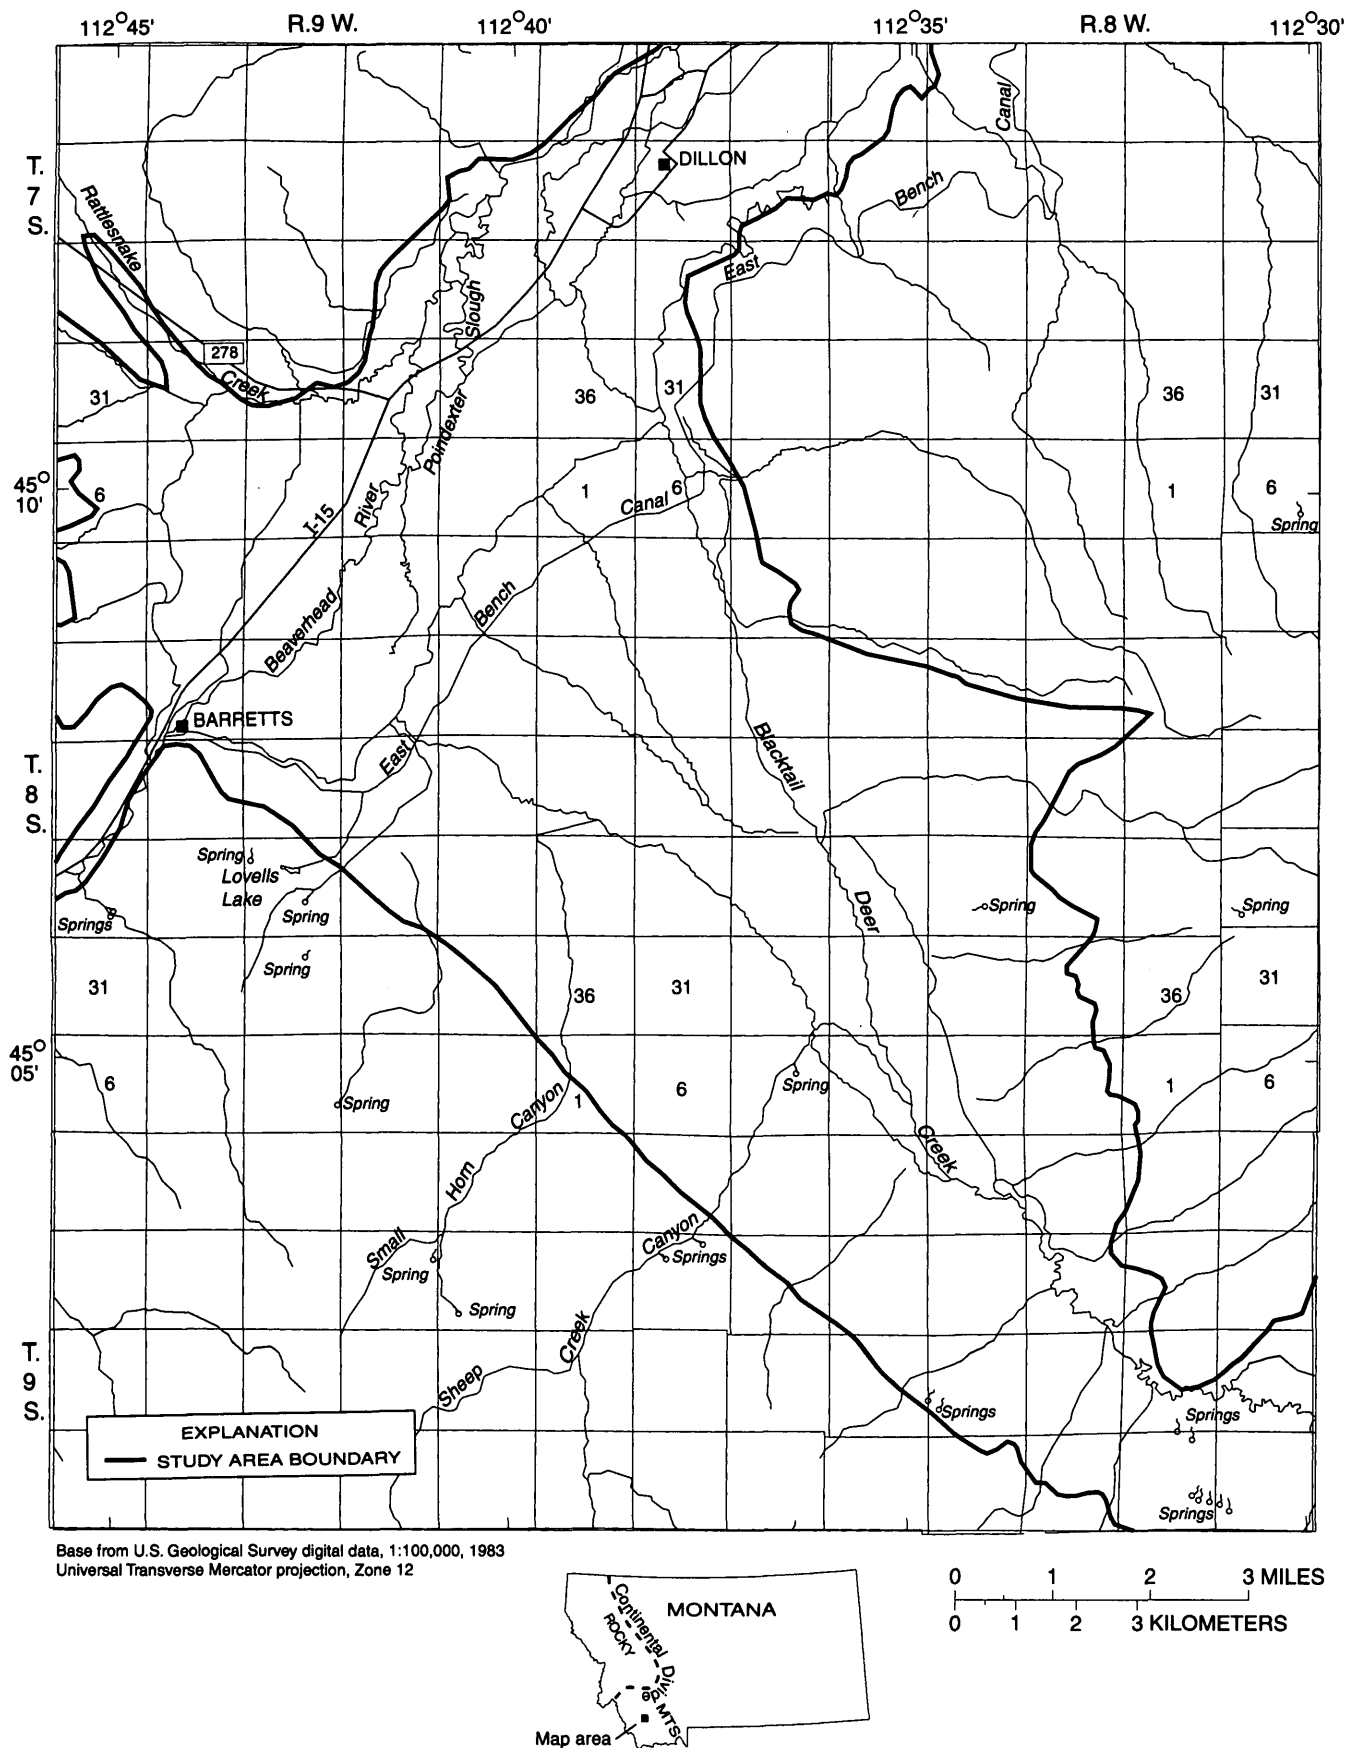 112°45' R.9 W. 112°40' 112°35' R.8 W. 112°30'
Canal
T.
7
S.
DILLON
Rattlesnake
Bench
East
Slough
278
Creek
31 36 31 36 31
Poindexter
45°
10'
6 1 Canal 6 1 6
I-15
River
Spring
Bench
Beaverhead
BARRETTS
East
Blacktail
T.
8
S.
Spring
Lovells
Lake
Spring
Springs
Deer
Spring
Spring
Spring
31 36 31 36 31
45°
05'
6 1 6 1 6
Spring
Spring
Canyon
Creek
Horn
Small
Spring
Canyon
Springs
Spring
Creek
Sheep
T.
9
S.
Springs
Springs
Springs
EXPLANATION
STUDY AREA BOUNDARY
Base from U.S. Geological Survey digital data, 1:100,000, 1983
Universal Transverse Mercator projection, Zone 12
0 1 2 3 MILES
0 1 2 3 KILOMETERS
MONTANA
Continental Divide
ROCKY
MTS
Map area